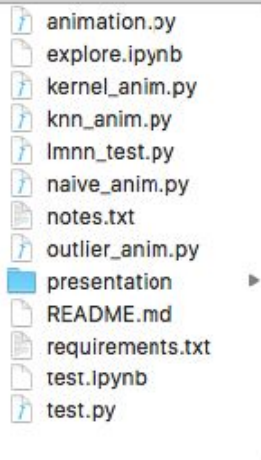 animation.py
explore.ipynb
kernel_anim.py
knn_anim.py
lmnn_test.py
naive_anim.py
notes.txt
outlier_anim.py
presentation
README.md
requirements.txt
test.ipynb
test.py